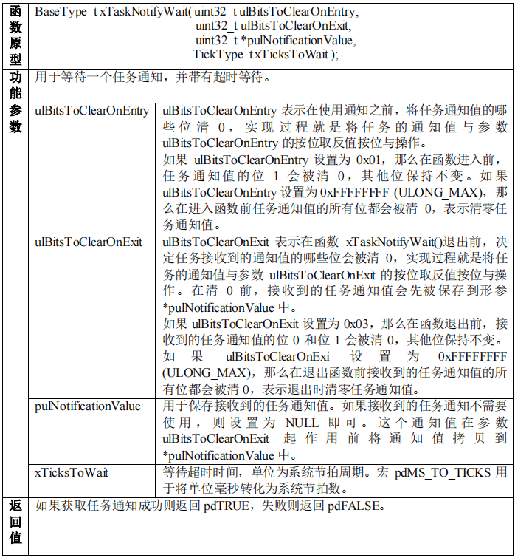 函数原型
BaseType_t xTaskNotifyWait( uint32_t ulBitsToClearOnEntry,
uint32_t ulBitsToClearOnExit,
uint32_t *pulNotificationValue,
TickType_t xTicksToWait );
功能
用于等待一个任务通知，并带有超时等待。
参数
ulBitsToClearOnEntry
ulBitsToClearOnEntry 表示在使用通知之前，将任务通知值的哪
些位清 0，实现过程就是将任务的通知值与参数
ulBitsToClearOnEntry 的按位取反值按位与操作。
如果 ulBitsToClearOnEntry 设置为 0x01，那么在函数进入前，
任务通知值的位 1 会被清 0，其他位保持不变。如果
ulBitsToClearOnEntry 设置为 0xFFFFFFFF (ULONG_MAX)，那
么在进入函数前任务通知值的所有位都会被清 0，表示清零任
务通知值。
ulBitsToClearOnExit
ulBitsToClearOnExit 表示在函数 xTaskNotifyWait()退出前，决
定任务接收到的通知值的哪些位会被清 0，实现过程就是将任
务的通知值与参数 ulBitsToClearOnExit 的按位取反值按位与操
作。在清 0 前，接收到的任务通知值会先被保存到形参
*pulNotificationValue 中。
如果 ulBitsToClearOnExit 设置为 0x03，那么在函数退出前，接
收到的任务通知值的位 0 和位 1 会被清 0，其他位保持不变。
如果 ulBitsToClearOnExi 设置为 0xFFFFFFFF
(ULONG_MAX)，那么在退出函数前接收到的任务通知值的所
有位都会被清 0，表示退出时清零任务通知值。
pulNotificationValue
用于保存接收到的任务通知值。如果接收到的任务通知不需要
使用，则设置为 NULL 即可。这个通知值在参数
ulBitsToClearOnExit 起作用前将通知值拷贝到
*pulNotificationValue 中。
xTicksToWait
等待超时时间，单位为系统节拍周期。宏 pdMS_TO_TICKS 用
于将单位毫秒转化为系统节拍数。
返回值
如果获取任务通知成功则返回 pdTRUE，失败则返回 pdFALSE。